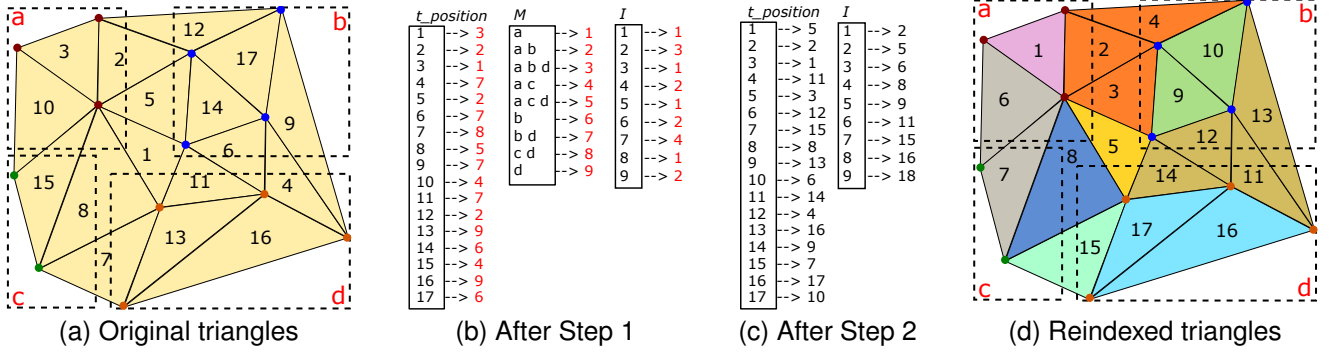 a
b
12
3
2
17
10
5
14
9
1
6
15
11
4
8
13
16
7
c
d
(a) Original triangles
t_position
1 --> 3
2 --> 2
3 --> 1
4 --> 7
5 --> 2
6 --> 7
7 --> 8
8 --> 5
9 --> 7
10 --> 4
11 --> 7
12 --> 2
13 --> 9
14 --> 6
15 --> 4
16 --> 9
17 --> 6
M
a --> 1
a b --> 2
a b d --> 3
a c --> 4
a c d --> 5
b --> 6
b d --> 7
c d --> 8
d --> 9
I
1 --> 1
2 --> 3
3 --> 1
4 --> 2
5 --> 1
6 --> 2
7 --> 4
8 --> 1
9 --> 2
(b) After Step 1
t_position
1 --> 5
2 --> 2
3 --> 1
4 --> 11
5 --> 3
6 --> 12
7 --> 15
8 --> 8
9 --> 13
10 --> 6
11 --> 14
12 --> 4
13 --> 16
14 --> 9
15 --> 7
16 --> 17
17 --> 10
I
1 --> 2
2 --> 5
3 --> 6
4 --> 8
5 --> 9
6 --> 11
7 --> 15
8 --> 16
9 --> 18
(c) After Step 2
a
b
4
1
2
10
6
3
9
13
12
5
8
7
14
11
17
16
15
c
d
(d) Reindexed triangles